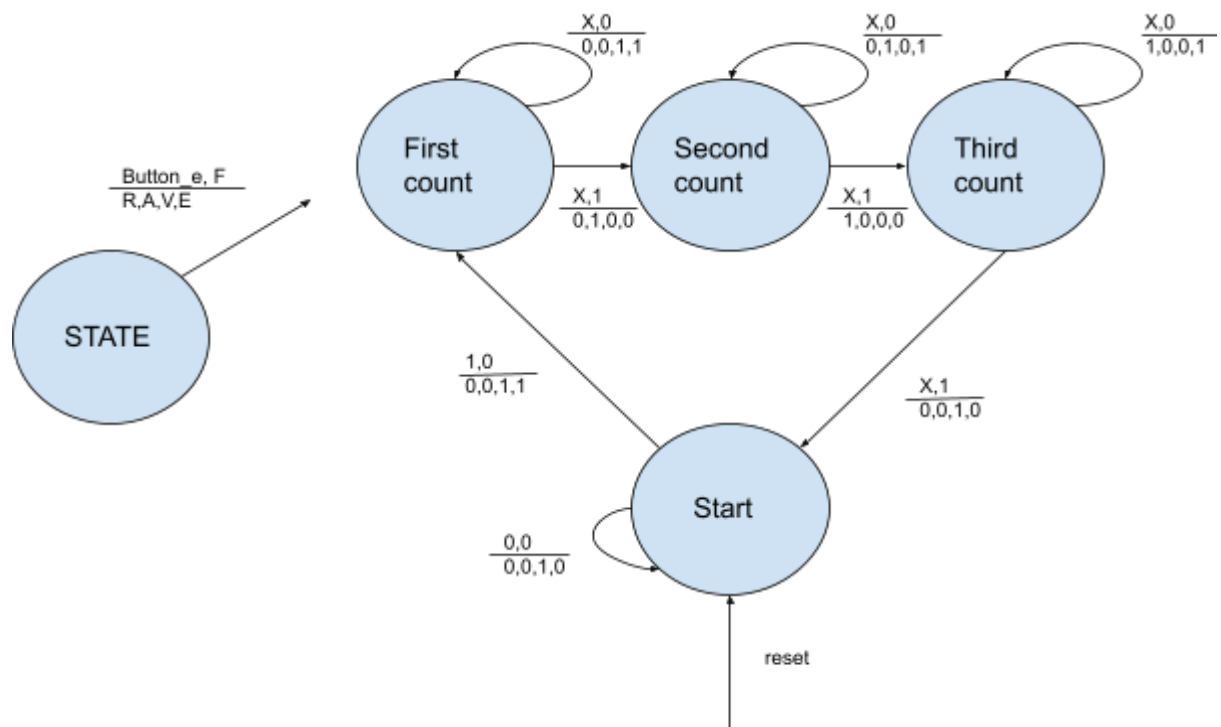 X,0
0,0,1,1
X,0
0,1,0,1
X,0
1,0,0,1
First
count
Second
count
Third
count
Button_e, F
R,A,V,E
X,1
0,1,0,0
X,1
1,0,0,0
STATE
1,0
0,0,1,1
X,1
0,0,1,0
Start
0,0
0,0,1,0
reset